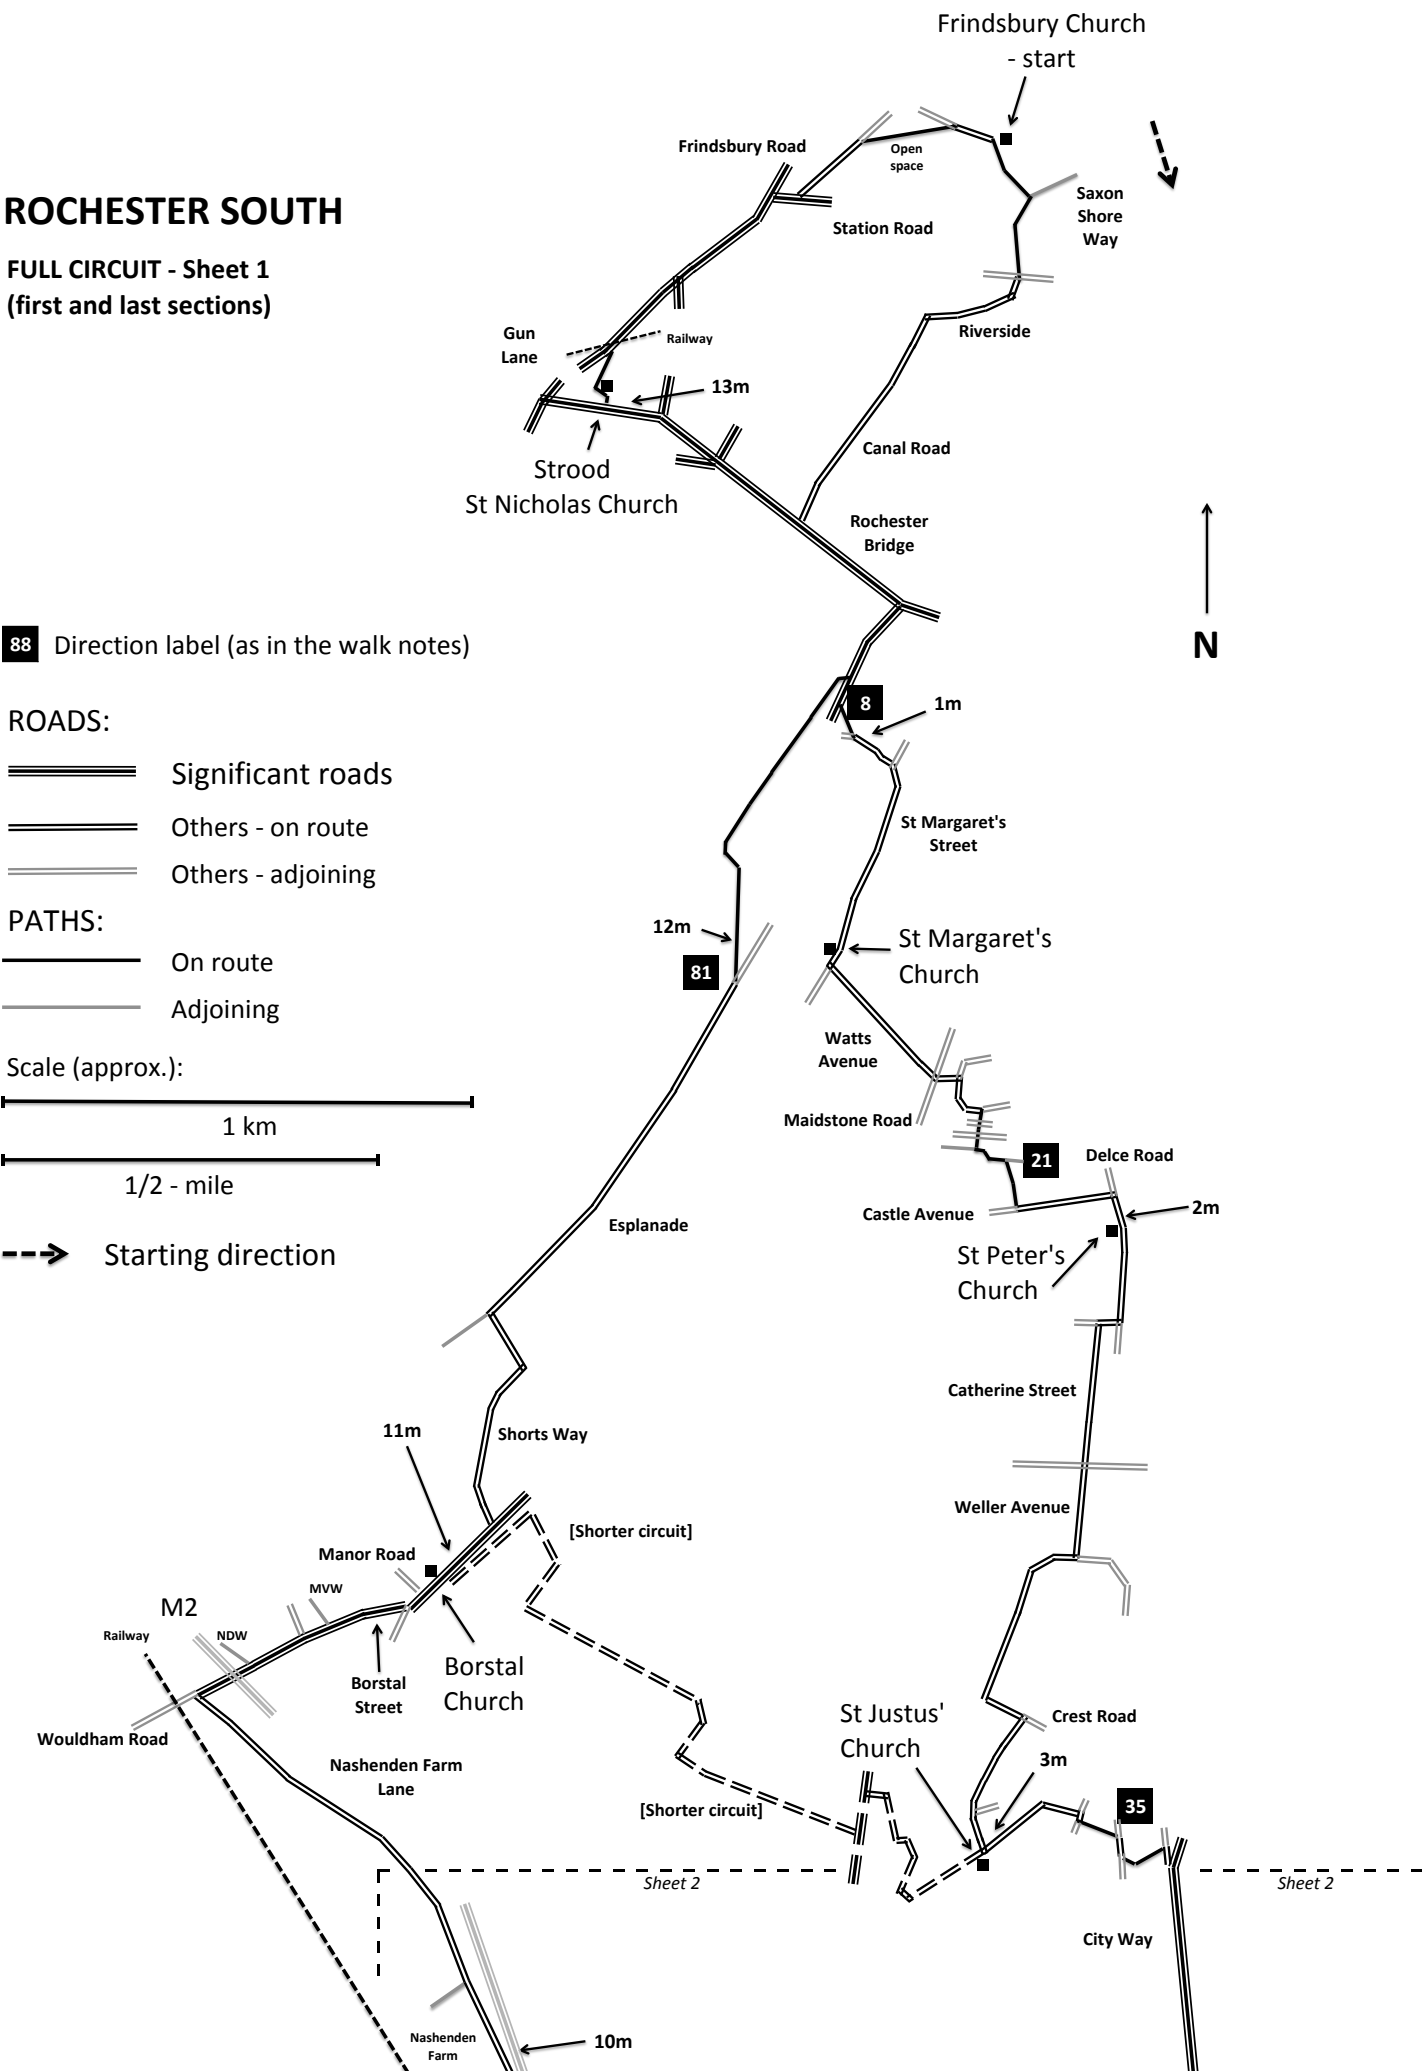 Frindsbury Church
- start
Frindsbury Road
Open
space
Saxon
Shore
Way
ROCHESTER SOUTH
Station Road
FULL CIRCUIT - Sheet 1
(first and last sections)
Gun
Lane
Railway
Riverside
13m
Canal Road
Strood
St Nicholas Church
Rochester
Bridge
N
88 Direction label (as in the walk notes)
8
1m
ROADS:
Significant roads
Others - on route
St Margaret's
Street
Others - adjoining
PATHS:
On route
Adjoining
12m
81
St Margaret's
Church
Watts
Avenue
Scale (approx.):
1 km
1/2 - mile
Maidstone Road
21
Delce Road
Castle Avenue
2m
Esplanade
St Peter's
Church
Starting direction
Catherine Street
11m
Shorts Way
Weller Avenue
[Shorter circuit]
Manor Road
MVW
M2
Railway
NDW
Borstal
Street
Borstal
Church
Wouldham Road
St Justus'
Church
Crest Road
3m
Nashenden Farm
Lane
[Shorter circuit]
35
Sheet 2
Sheet 2
City Way
Nashenden
Farm
10m